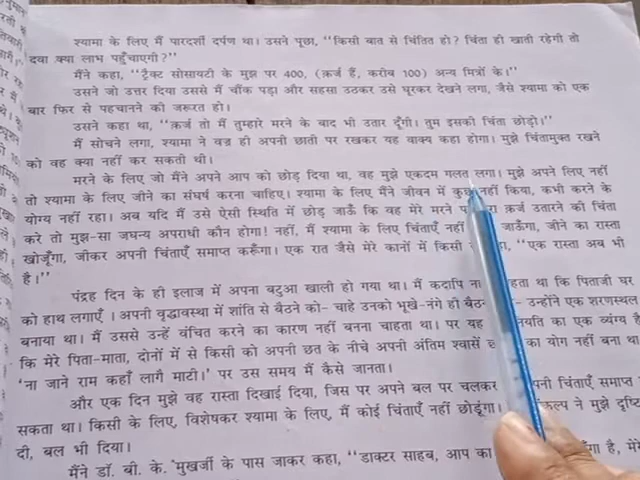 श्यामा के लिए मैं पारदर्शी दर्पण था। उसने पूछा, ‘‘किसी बात से चिंतित हो? चिंता ही खाती रहेगी तो
दवा क्या लाभ पहुँचाएगी?’’
मैंने कहा, ‘‘ट्रैक्ट सोसायटी के मुझ पर 400, (क़र्ज हैं, करीब 100) अन्य मित्रों के।’’
उसने जो उत्तर दिया उससे मैं चौंक पड़ा और सहसा उठकर उसे घूरकर देखने लगा, जैसे श्यामा को एक
बार फिर से पहचानने की जरूरत हो।
उसने कहा था, ‘‘क़र्ज तो मैं तुम्हारे मरने के बाद भी उतार दूँगी। तुम इसकी चिंता छोड़ो।’’
मैं सोचने लगा, श्यामा ने वज्र ही अपनी छाती पर रखकर यह वाक्य कहा होगा। मुझे चिंतामुक्त रखने
को वह क्या नहीं कर सकती थी।
मरने के लिए जो मैंने अपने आप को छोड़ दिया था, वह मुझे एकदम गलत लगा। मुझे अपने लिए नहीं
तो श्यामा के लिए जीने का संघर्ष करना चाहिए। श्यामा के लिए मैंने जीवन में कुछ नहीं किया, कभी करने के
योग्य नहीं रहा। अब यदि मैं उसे ऐसी स्थिति में छोड़ जाऊँ कि वह मेरे मरने क़र्ज उतारने की चिंता
करे तो मुझ-सा जघन्य अपराधी कौन होगा। नहीं, मैं श्यामा के लिए चिंताएँ नहीं जाऊँगा, जीने का रास्ता
खोजूँगा, जीकर अपनी चिंताएँ समाप्त करूँगा। एक रात जैसे मेरे कानों में किसी ‘‘एक रास्ता अब भी
है।’’
पंद्रह दिन के ही इलाज में अपना बटुआ खाली हो गया था। मैं कदापि था कि पिताजी घर
को हाथ लगाएँ। अपनी वृद्धावस्था में शांति से बैठने को- चाहे उनको भूखे-नंगे ही उन्होंने एक शरणस्थल
बनाया था। मैं उससे उन्हें वंचित करने का कारण नहीं बनना चाहता था। पर यह का एक व्यंग्य है
कि मेरे पिता-माता, दोनों में से किसी को अपनी छत के नीचे अपनी अंतिम श्वासें का योग नहीं बना था
‘ना जाने राम कहाँ लागै माटी।’ पर उस समय मैं कैसे जानता।
और एक दिन मुझे वह रास्ता दिखाई दिया, जिस पर अपने बल पर चलकर चिंताएँ समाप्त
सकता था। किसी के लिए, विशेषकर श्यामा के लिए, मैं कोई चिंताएँ नहीं छोड़ूंगा। ने मुझे दृष्टि
दी, बल भी दिया।
मैंने डॉ. बी. के. मुखर्जी के पास जाकर कहा, ‘‘डाक्टर साहब, आप का है,